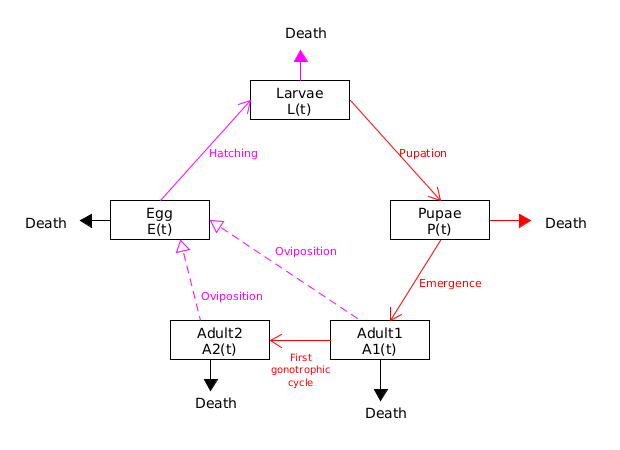 Death
Larvae
L(t)
Hatching
Pupation
Death
Egg
E(t)
Pupae
P(t)
Death
Oviposition
Emergence
Oviposition
Adult2
A2(t)
First
gonotrophic
cycle
Adult1
A1(t)
Death
Death